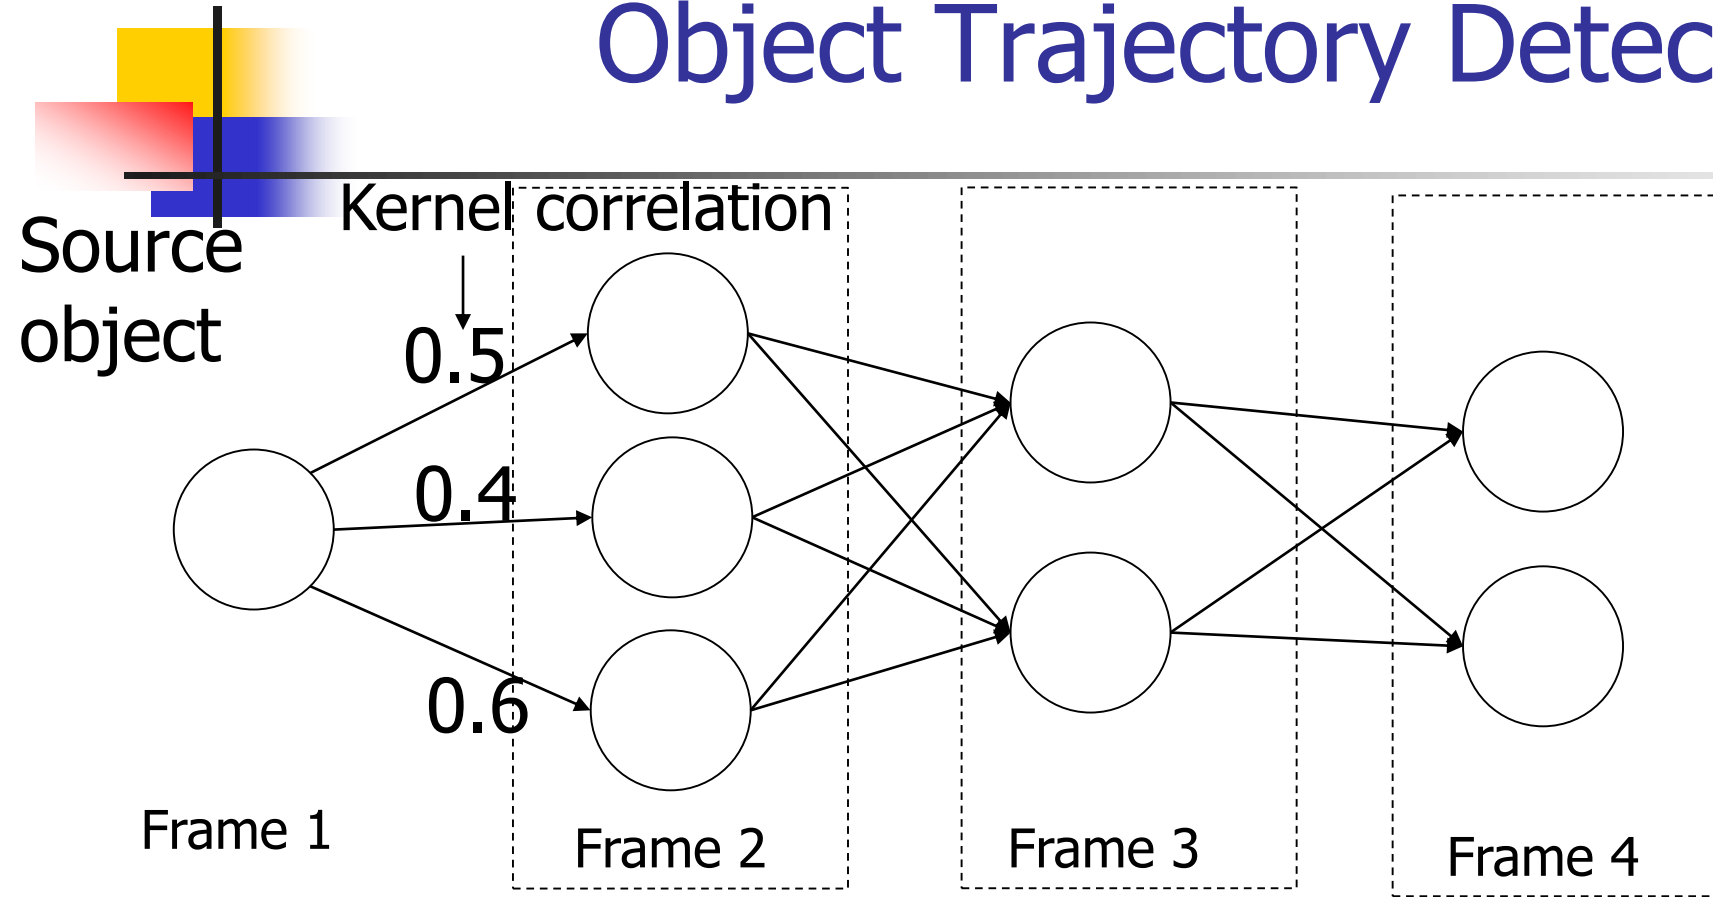 Object Trajectory Detec
Kernel correlation
Source
object
0.5
0.4
0.6
Frame 1
Frame 2
Frame 3
Frame 4